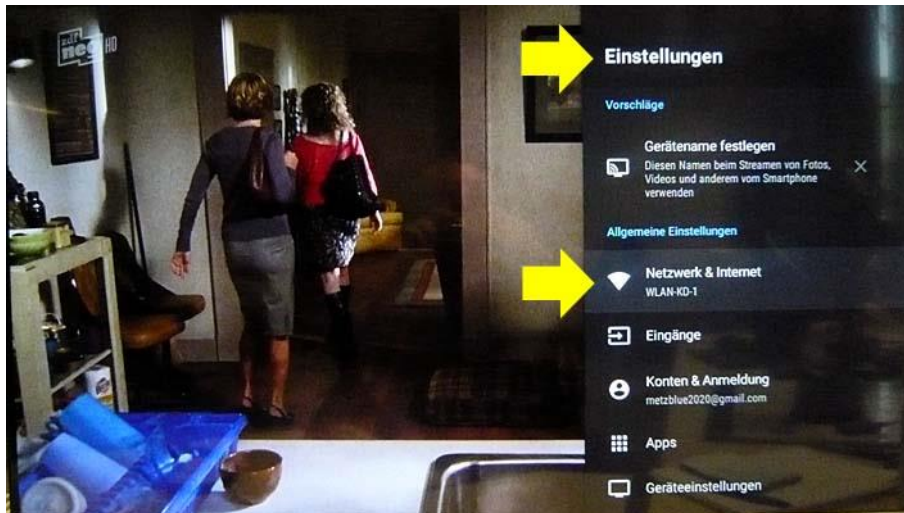 zdf
neo HD
Einstellungen
Vorschläge
Gerätename festlegen
Diesen Namen beim Streamen von Fotos,
Videos und anderem vom Smartphone
verwenden
Allgemeine Einstellungen
Netzwerk & Internet
WLAN-KD-1
Eingänge
Konten & Anmeldung
metzblue2020@gmail.com
Apps
Geräteeinstellungen